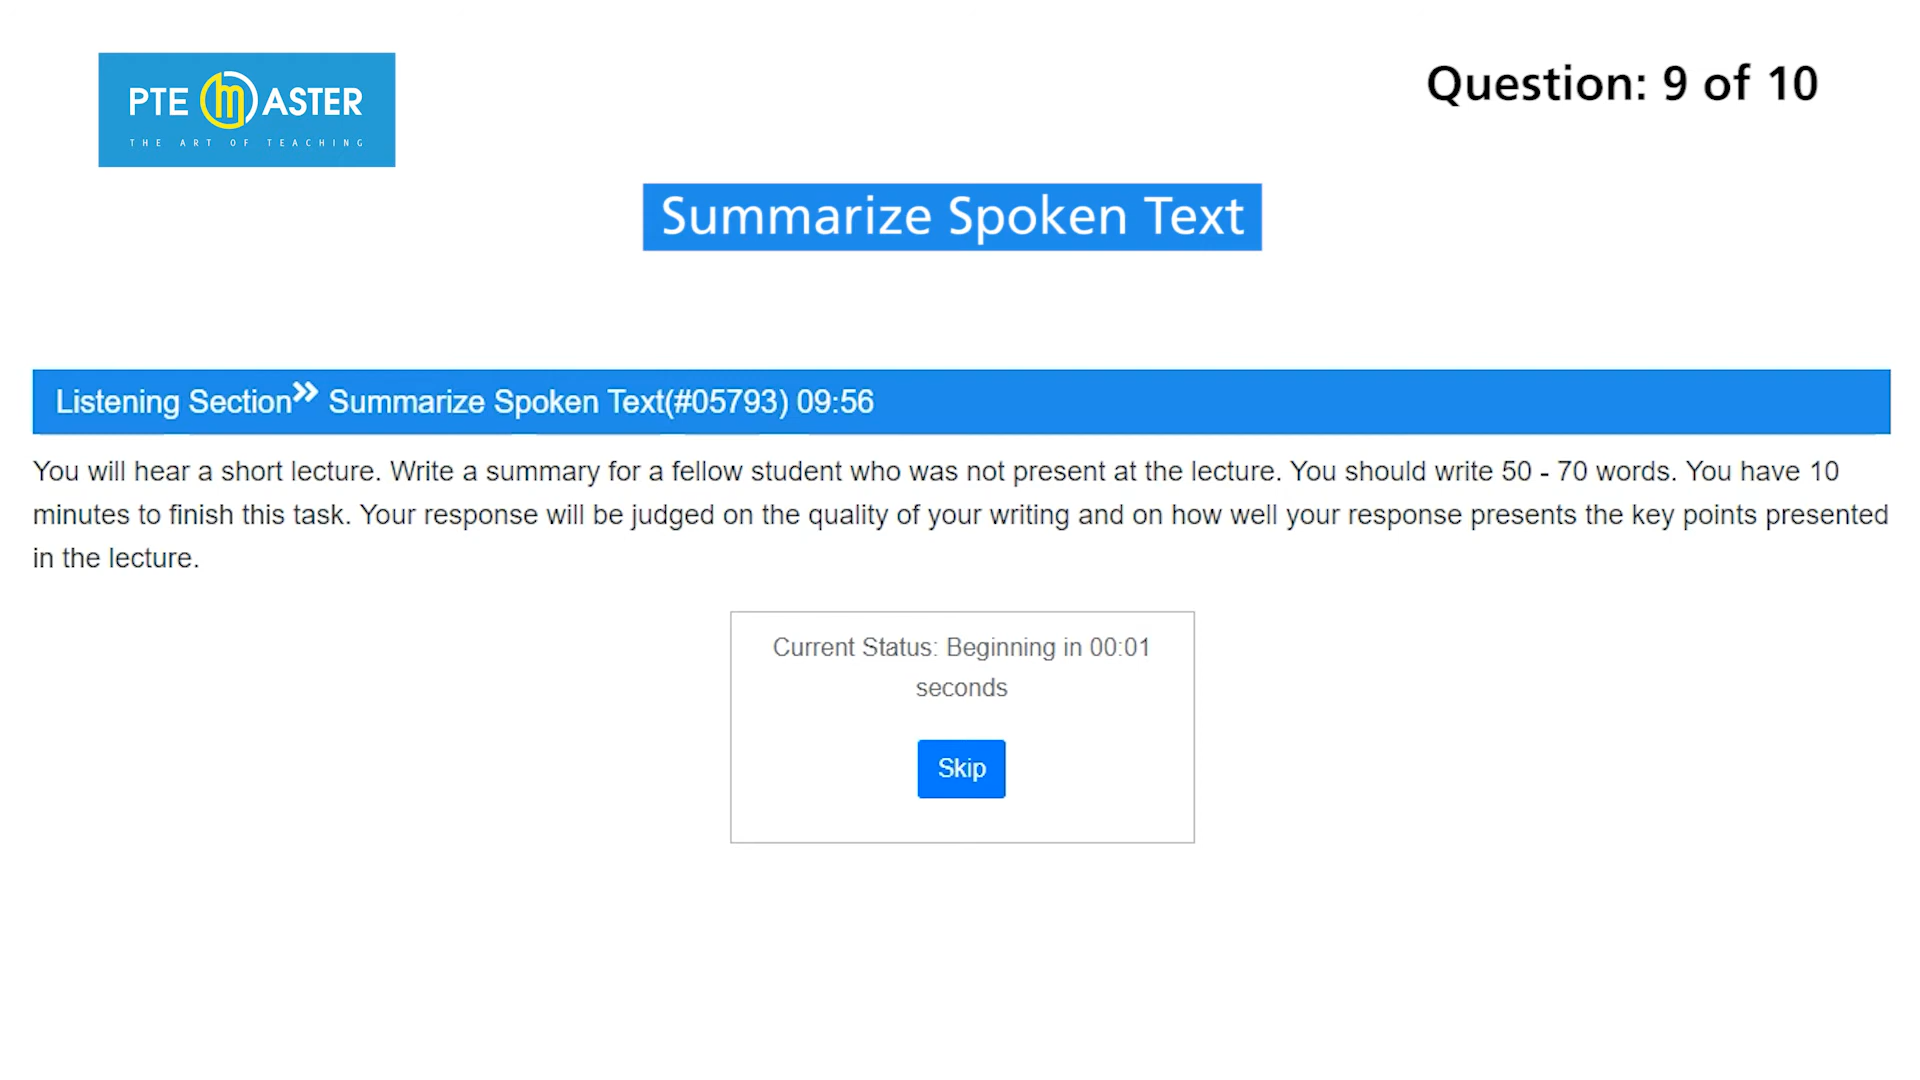 PTE MASTER
THE ART OF TEACHING
Question: 9 of 10
Summarize Spoken Text
Listening Section» Summarize Spoken Text(#05793) 09:56
You will hear a short lecture. Write a summary for a fellow student who was not present at the lecture. You should write 50 - 70 words. You have 10
minutes to finish this task. Your response will be judged on the quality of your writing and on how well your response presents the key points presented
in the lecture.
Current Status: Beginning in 00:01
seconds
Skip